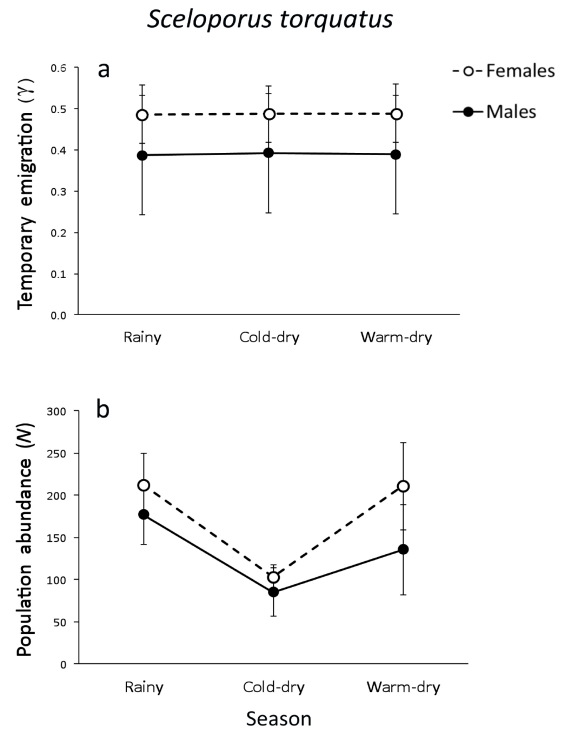 Sceloporus torquatus
a
Females
Males
Temporary emigration (γ)
0.6
0.5
0.4
0.3
0.2
0.1
0.0
Rainy Cold-dry Warm-dry
b
Population abundance (N)
300
250
200
150
100
50
0
Rainy Cold-dry Warm-dry
Season